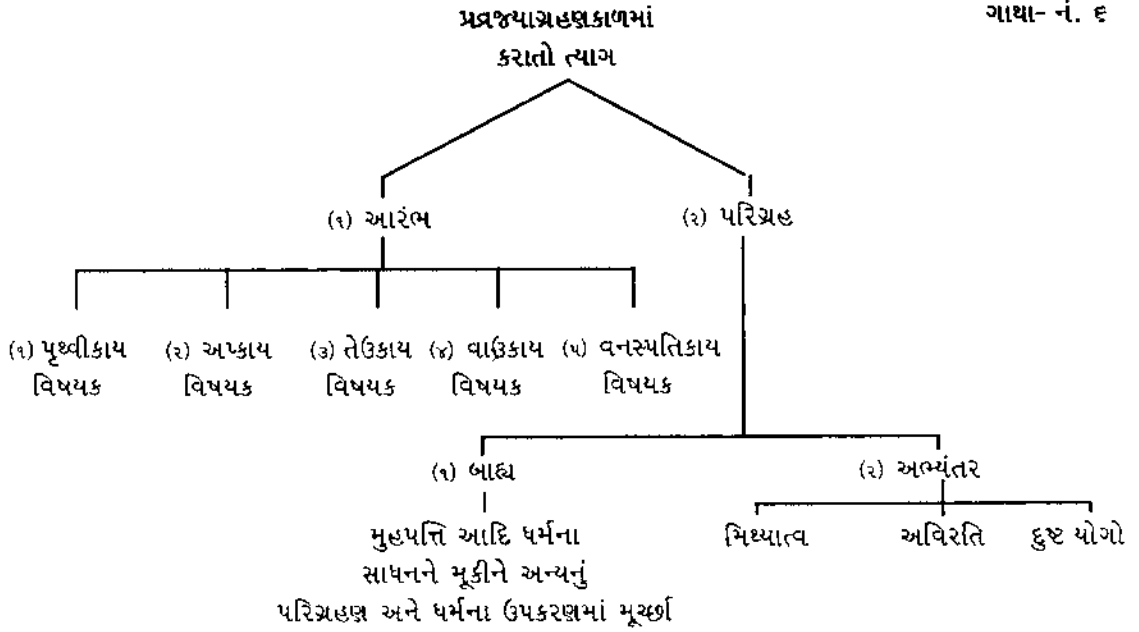 પ્રવ્રજયાગ્રહણકાળમાં
ગાથા- નં. ૬
કરાતો ત્યાગ
(૧) આરંભ
(૨) પરિગ્રહ
(૧) પૃથ્વીકાય (૨) અપ્કાય (૩) તેઉકાય (૪) વાઉકાય (૫) વનસ્પતિકાય
વિષયક વિષયક વિષયક વિષયક વિષયક
(૧) બાહ્ય
(૨) અભ્યંતર
મુહપત્તિ આદિ ધર્મના
સાધનને મૂકીને અન્યનું
પરિગ્રહણ અને ધર્મના ઉપકરણમાં મૂર્ચ્છા
મિથ્યાત્વ અવિરતિ દુષ્ટ યોગો